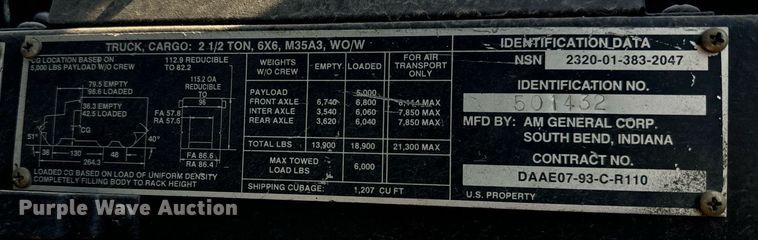 TRUCK, CARGO: 2 1/2 TON, 6X6, M35A3, WO/W
CG LOCATION BASED ON
5,000 LBS PAYLOAD W/O CREW
112.9 REDUCIBLE
TO 82.2
79.5 EMPTY
98.6 LOADED
115.2 OA
REDUCIBLE
TO
96
36.3 EMPTY
42.5 LOADED
CG
FA 57.8
RA 57.6
51°
40°
38
130
48
264.3
FA 86.6
RA 86.4
LOADED CG BASED ON LOAD OF UNIFORM DENSITY
COMPLETELY FILLING BODY TO RACK HEIGHT
WEIGHTS
W/O CREW
EMPTY
LOADED
FOR AIR
TRANSPORT
ONLY
PAYLOAD 5,000
FRONT AXLE 6,740 6,800 MAX
INTER AXLE 3,540 6,060 7,850 MAX
REAR AXLE 3,620 6,040 7,850 MAX
TOTAL LBS 13,900 18,900 21,300 MAX
MAX TOWED
LOAD LBS
6,000
SHIPPING CUBAGE: 1,207 CU FT
IDENTIFICATION DATA
NSN 2320-01-383-2047
IDENTIFICATION NO.
501432
MFD BY: AM GENERAL CORP.
SOUTH BEND, INDIANA
CONTRACT NO.
DAAE07-93-C-R110
U.S. PROPERTY
Purple Wave Auction